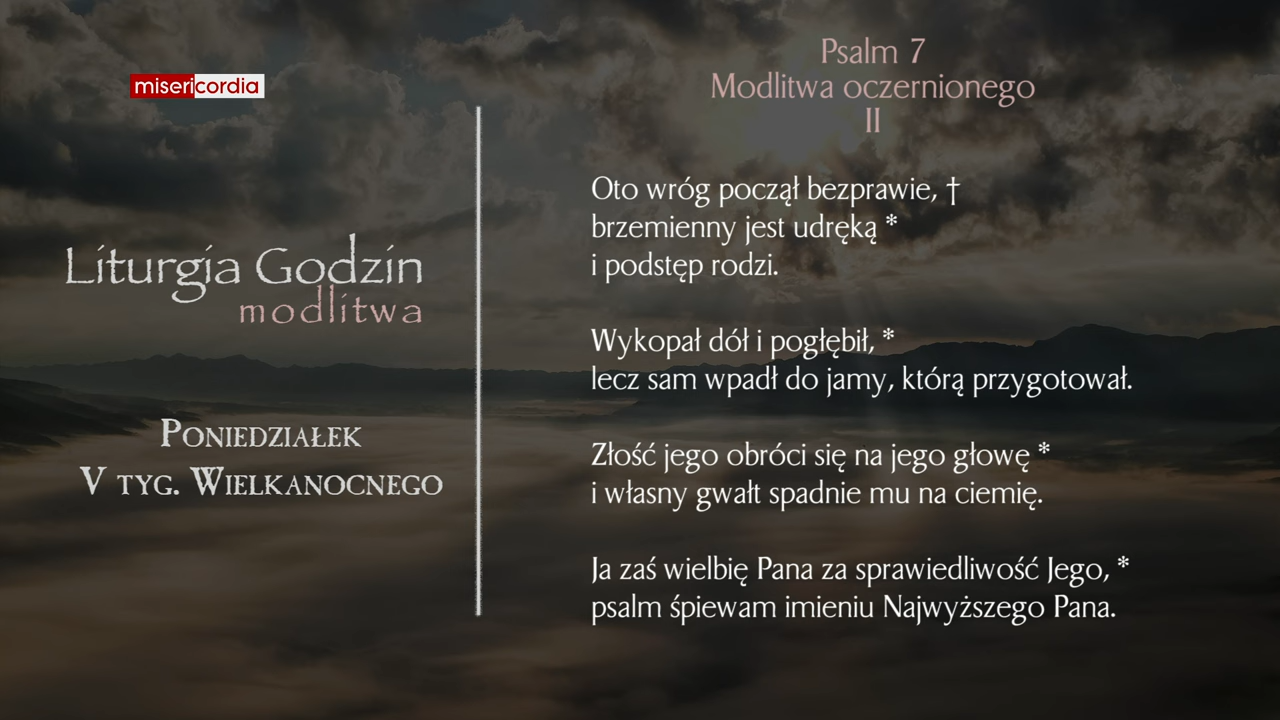 misericordia
Liturgia Godzin
modlitwa
Poniedziałek
V tyg. Wielkanocnego
Psalm 7
Modlitwa oczernionego
II
Oto wróg począł bezprawie, †
brzemienny jest udręką *
i podstęp rodzi.
Wykopał dół i pogłębił, *
lecz sam wpadł do jamy, którą przygotował.
Złość jego obróci się na jego głowę *
i własny gwałt spadnie mu na ciemię.
Ja zaś wielbię Pana za sprawiedliwość Jego, *
psalm śpiewam imieniu Najwyższego Pana.